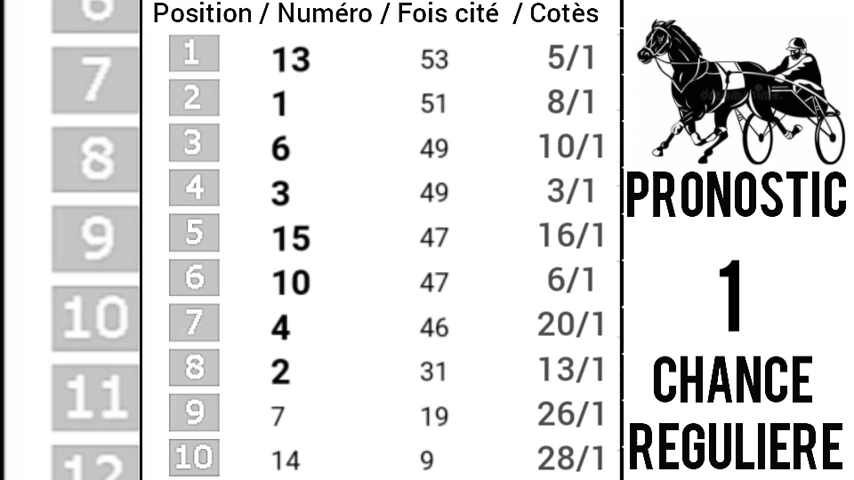 6
7
8
9
10
11
12
Position / Numéro / Fois cité / Cotès
1 13 53 5/1
2 1 51 8/1
3 6 49 10/1
4 3 49 3/1
5 15 47 16/1
6 10 47 6/1
7 4 46 20/1
8 2 31 13/1
9 7 19 26/1
10 14 9 28/1
PRONOSTIC
1
CHANCE
REGULIERE